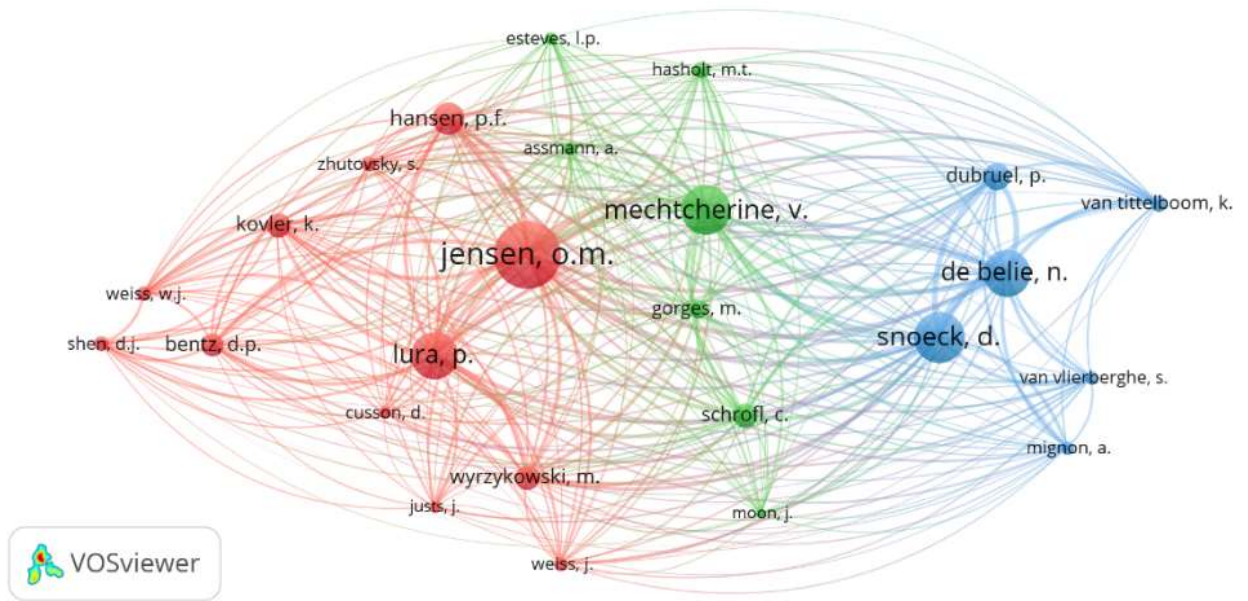 esteves, l.p.
hasholt, m.t.
hansen, p.f.
assmann, a.
zhutovsky, s.
dubruel, p.
van tittelboom, k.
mechtcherine, v.
kovler, k.
jensen, o.m.
de belie, n.
weiss, w.j.
gorges, m.
snoeck, d.
shen, d.j.
bentz, d.p.
lura, p.
van vlierberghe, s.
cusson, d.
schrofl, c.
mignon, a.
wyrzykowski, m.
justs, j.
moon, j.
weiss, j.
VOSviewer